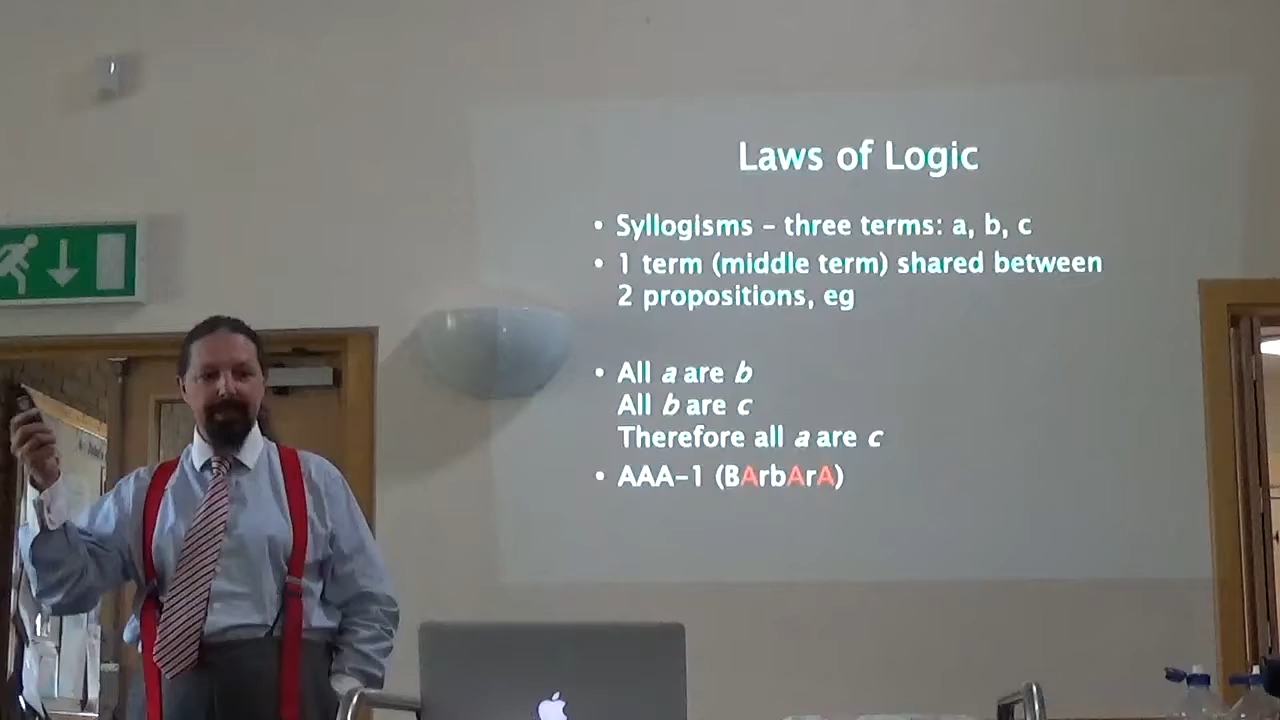 Laws of Logic
• Syllogisms – three terms: a, b, c
• 1 term (middle term) shared between
2 propositions, eg
• All a are b
All b are c
Therefore all a are c
• AAA-1 (BArbArA)